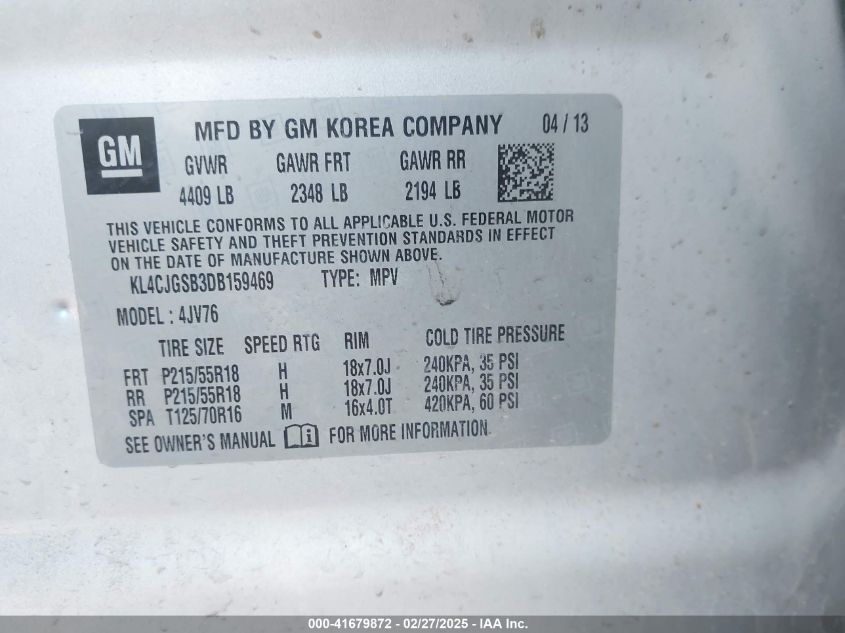 GM MFD BY GM KOREA COMPANY 04 / 13
GVWR GAWR FRT GAWR RR
4409 LB 2348 LB 2194 LB
THIS VEHICLE CONFORMS TO ALL APPLICABLE U.S. FEDERAL MOTOR
VEHICLE SAFETY AND THEFT PREVENTION STANDARDS IN EFFECT
ON THE DATE OF MANUFACTURE SHOWN ABOVE.
KL4CJGSB3DB159469 TYPE: MPV
MODEL : 4JV76
TIRE SIZE SPEED RTG RIM COLD TIRE PRESSURE
FRT P215/55R18 H 18x7.0J 240KPA, 35 PSI
RR P215/55R18 H 18x7.0J 240KPA, 35 PSI
SPA T125/70R16 M 16x4.0T 420KPA, 60 PSI
SEE OWNER'S MANUAL i FOR MORE INFORMATION.
000-41679872 - 02/27/2025 - IAA Inc.